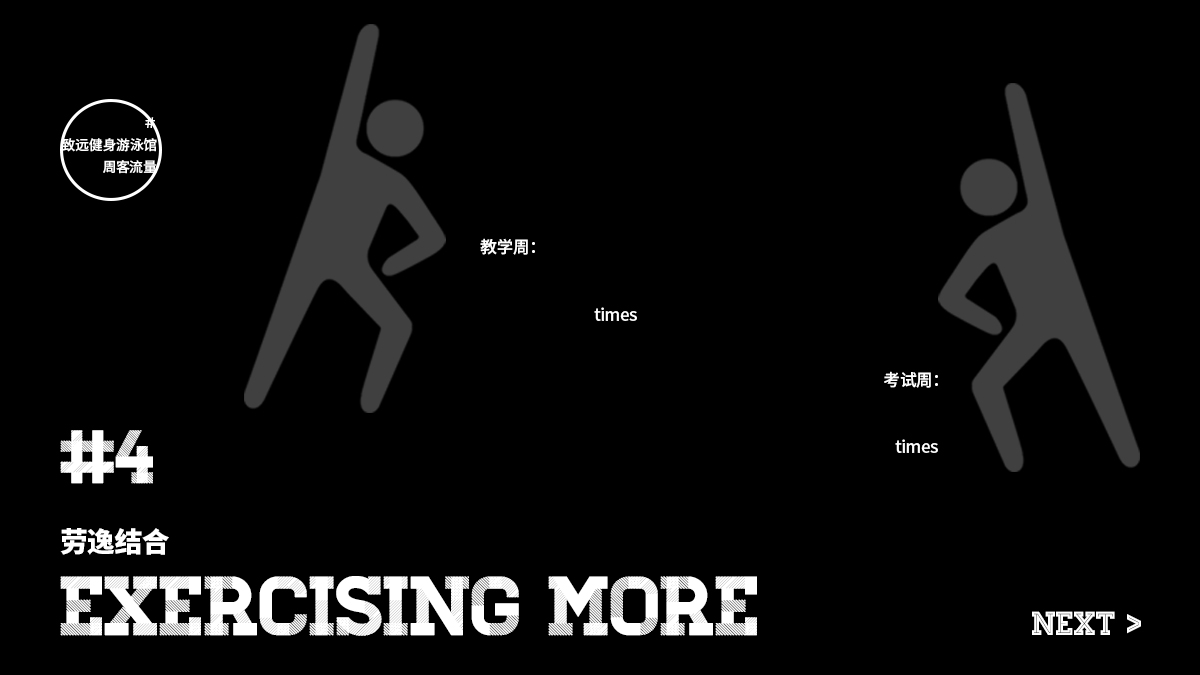 #
致远健身游泳馆
周客流量
教学周：
times
考试周：
times
#4
劳逸结合
EXERCISING MORE
NEXT >